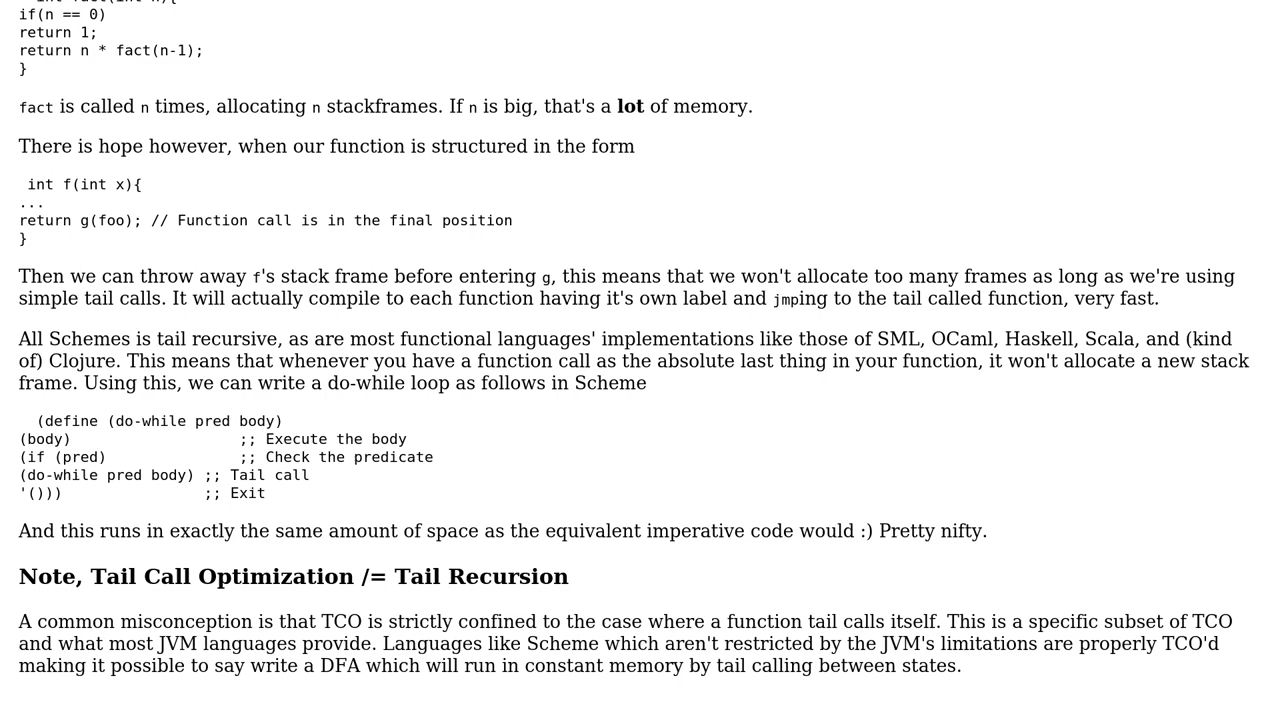 if(n == 0)
return 1;
return n * fact(n-1);
}
fact is called n times, allocating n stackframes. If n is big, that's a lot of memory.
There is hope however, when our function is structured in the form
int f(int x){
...
return g(foo); // Function call is in the final position
}
Then we can throw away f's stack frame before entering g, this means that we won't allocate too many frames as long as we're using
simple tail calls. It will actually compile to each function having it's own label and jmping to the tail called function, very fast.
All Schemes is tail recursive, as are most functional languages' implementations like those of SML, OCaml, Haskell, Scala, and (kind
of) Clojure. This means that whenever you have a function call as the absolute last thing in your function, it won't allocate a new stack
frame. Using this, we can write a do-while loop as follows in Scheme
(define (do-while pred body)
(body)                   ;; Execute the body
(if (pred)               ;; Check the predicate
(do-while pred body) ;; Tail call
'()))                ;; Exit
And this runs in exactly the same amount of space as the equivalent imperative code would :) Pretty nifty.
Note, Tail Call Optimization /= Tail Recursion
A common misconception is that TCO is strictly confined to the case where a function tail calls itself. This is a specific subset of TCO
and what most JVM languages provide. Languages like Scheme which aren't restricted by the JVM's limitations are properly TCO'd
making it possible to say write a DFA which will run in constant memory by tail calling between states.